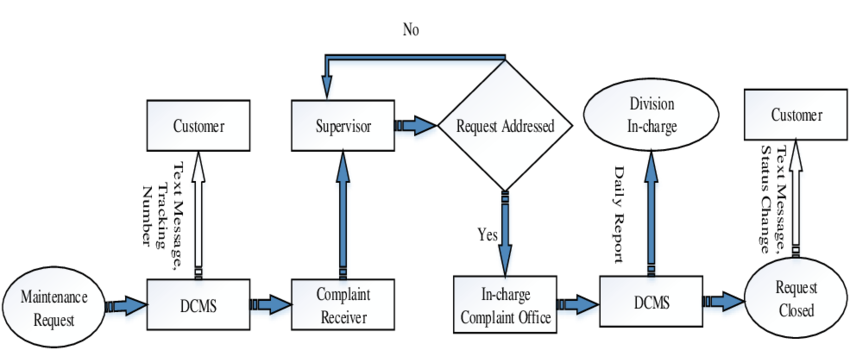 No
Customer
Supervisor
Request Addressed
Division
In-charge
Customer
Text Message,
Tracking
Number
Yes
Daily Report
Text Message,
Status Change
Maintenance
Request
DCMS
Complaint
Receiver
In-charge
Complaint Office
DCMS
Request
Closed